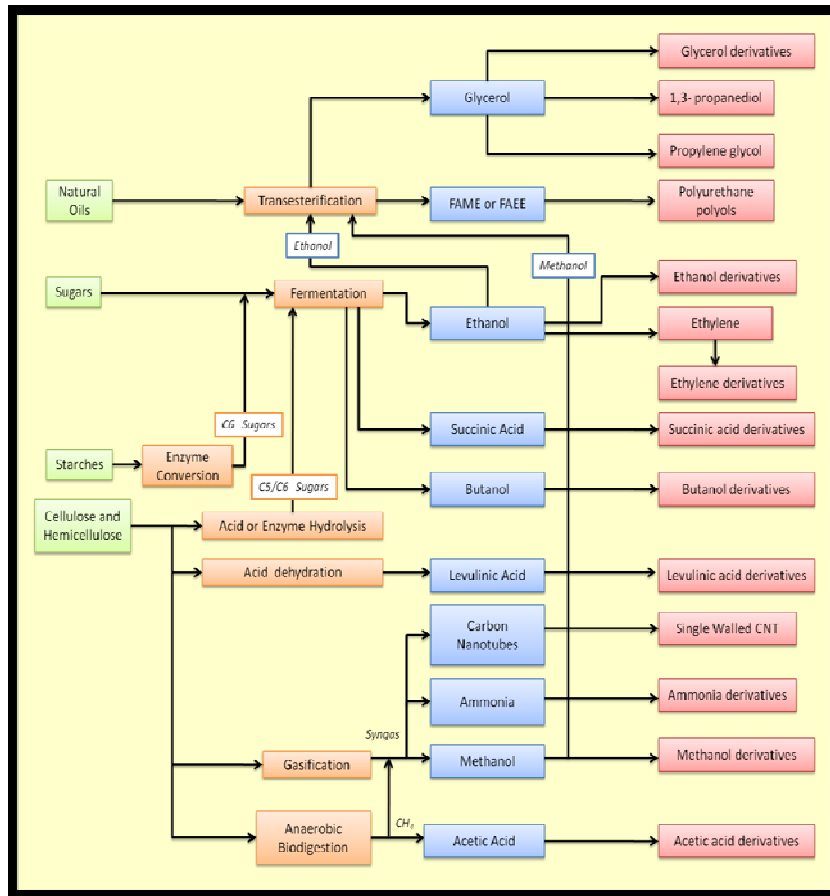 Glycerol derivatives
Glycerol
1,3- propanediol
Propylene glycol
Natural
Oils
Transesterification
FAME or FAEE
Polyurethane
polyols
Ethanol
Methanol
Ethanol derivatives
Sugars
Fermentation
Ethanol
Ethylene
Ethylene derivatives
C6 Sugars
Succinic Acid
Succinic acid derivatives
Starches
Enzyme
Conversion
C5/C6 Sugars
Butanol
Butanol derivatives
Cellulose and
Hemicellulose
Acid or Enzyme Hydrolysis
Acid dehydration
Levulinic Acid
Levulinic acid derivatives
Carbon
Nanotubes
Single Walled CNT
Ammonia
Ammonia derivatives
Syngas
Gasification
Methanol
Methanol derivatives
CH₄
Anaerobic
Biodigestion
Acetic Acid
Acetic acid derivatives